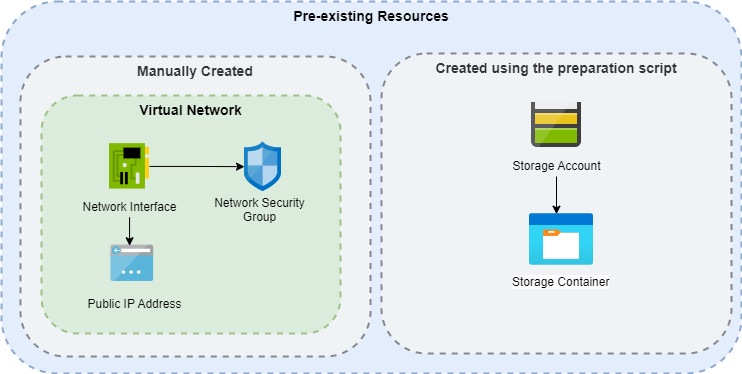 Pre-existing Resources
Manually Created
Created using the preparation script
Virtual Network
Storage Account
Network Interface
Network Security
Group
Storage Container
Public IP Address